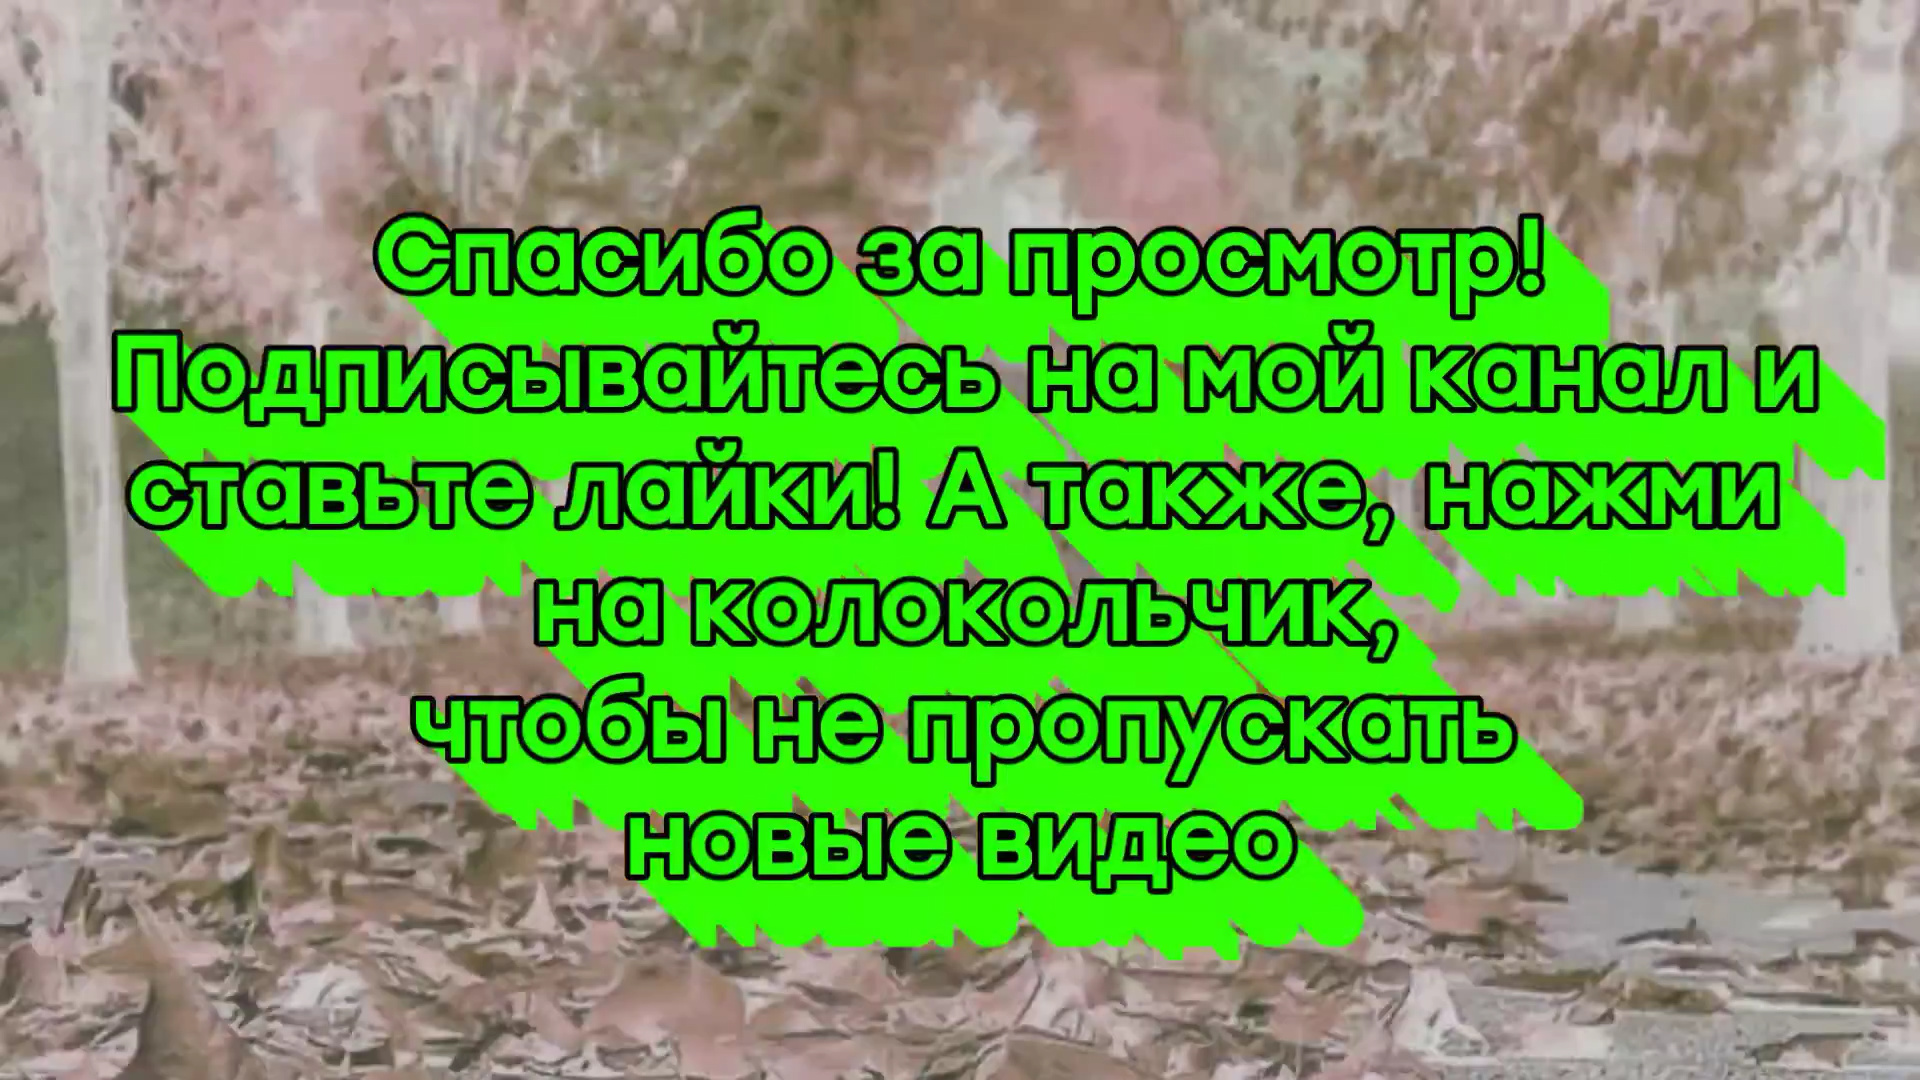 Спасибо за просмотр!
Подписывайтесь на мой канал и
ставьте лайки! А также, нажми
на колокольчик,
чтобы не пропускать
новые видео